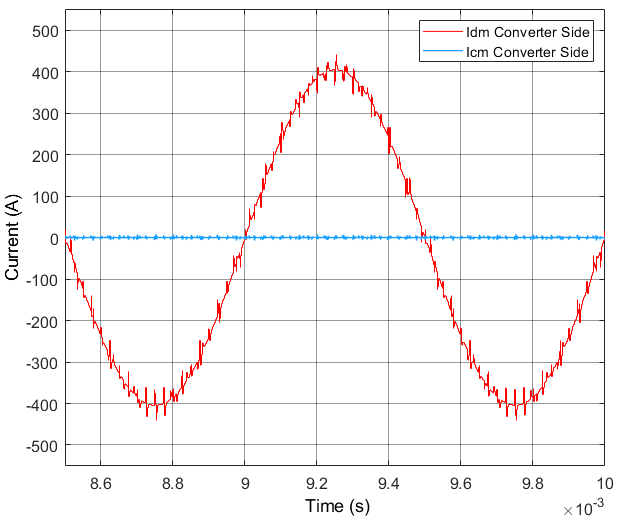 Idm Converter Side
Icm Converter Side
500
400
300
200
100
0
-100
-200
-300
-400
-500
Current (A)
8.6 8.8 9 9.2 9.4 9.6 9.8 10
Time (s)
×10⁻³